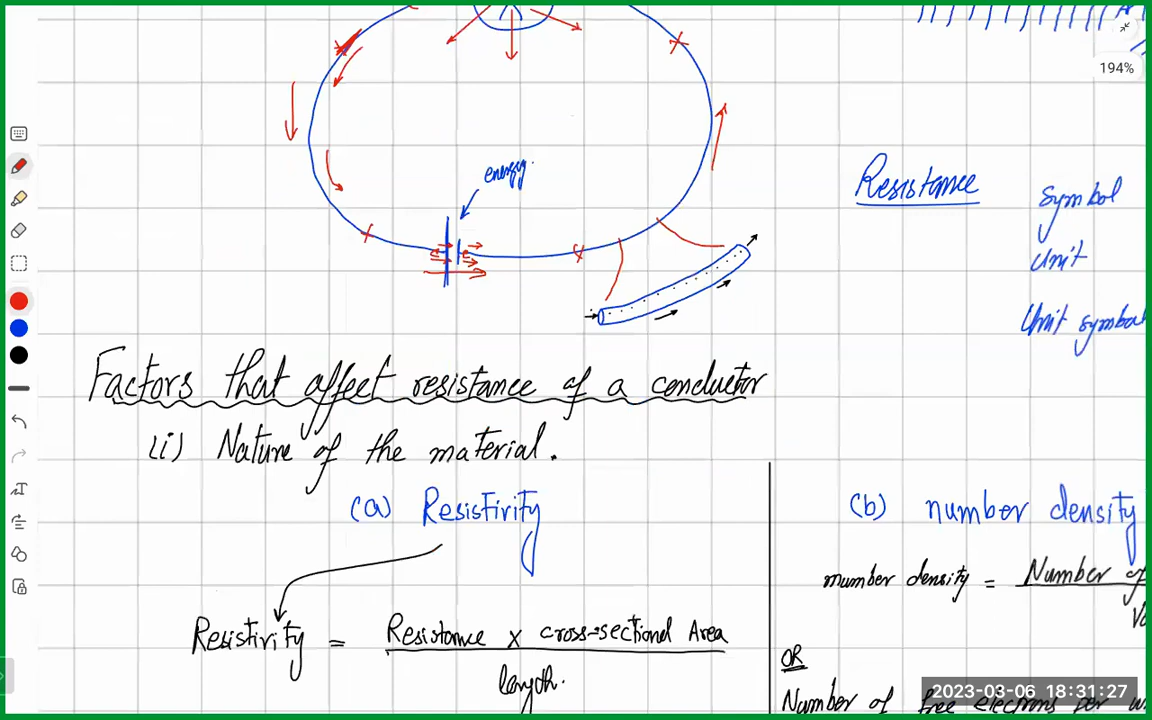 194%
energy.
Resistance
symbol
Unit
Unit symbol
Factors that affect resistance of a conductor
(i) Nature of the material.
(a) Resistivity
(b) number density
Resistivity = Resistance x cross-sectional Area
length.
number density = Number of
OR
Number of free electrons per
2023-03-06 18:31:27